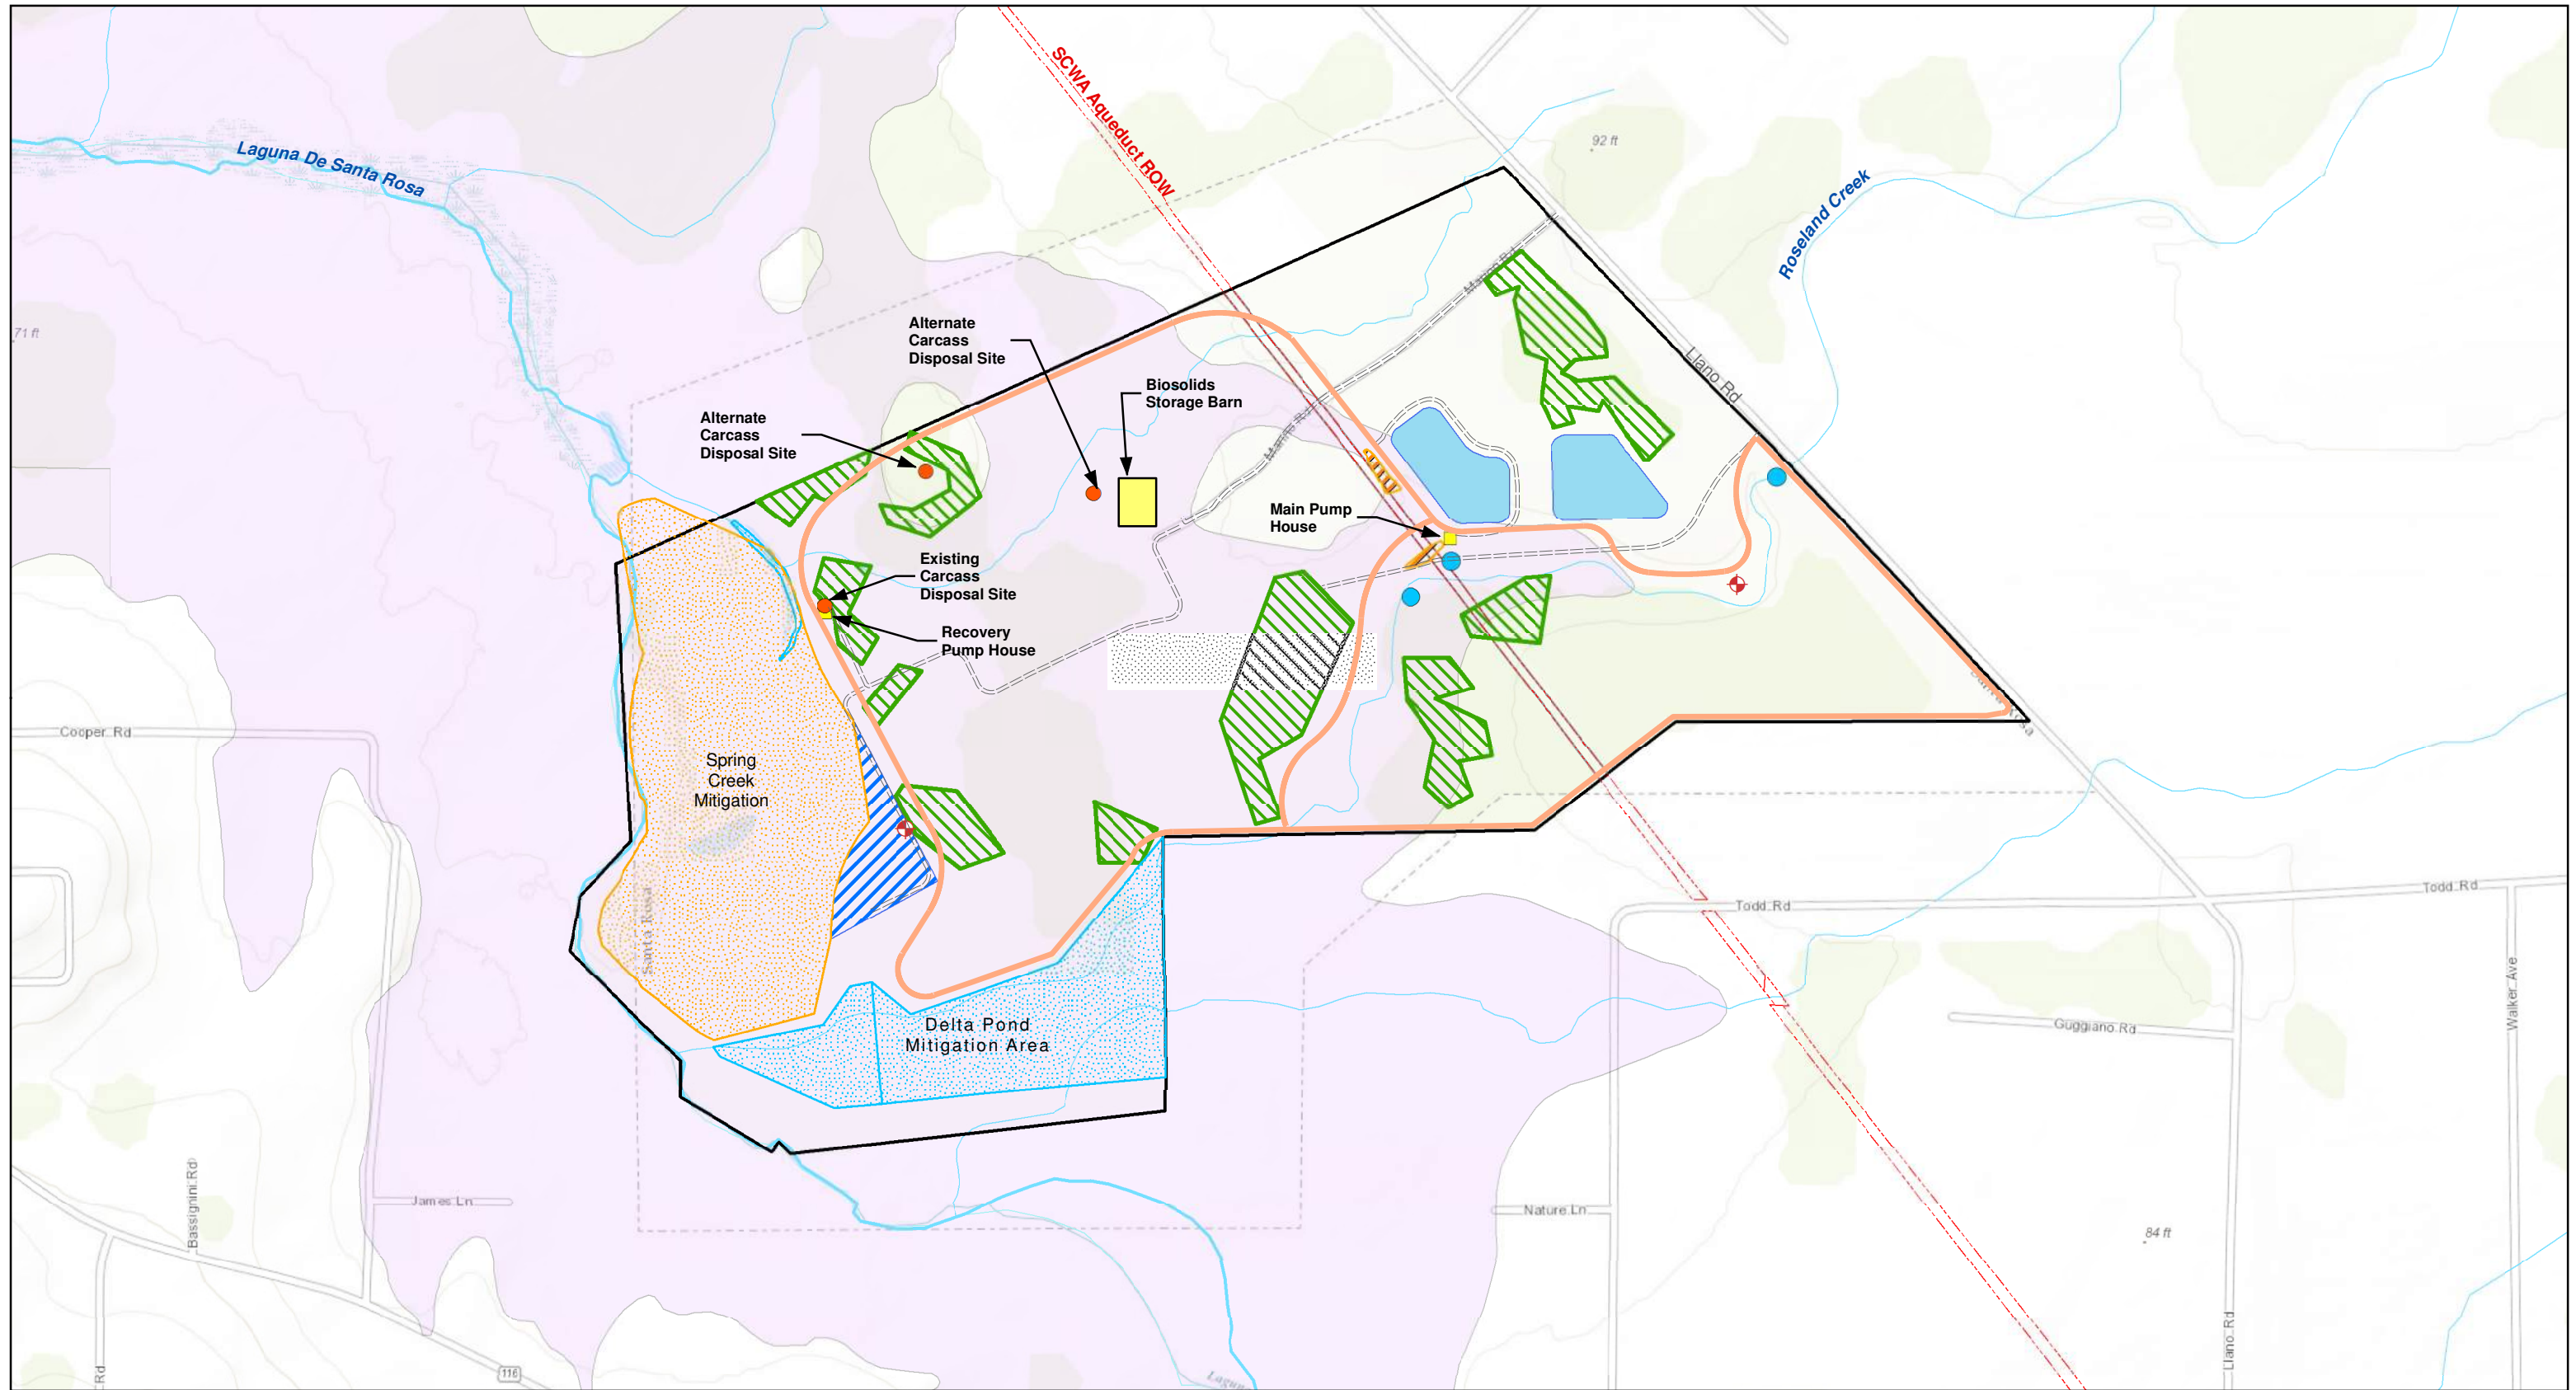 SCWA Aqueduct ROW
92 ft
Laguna De Santa Rosa
Roseland Creek
71 ft
Alternate
Carcass
Disposal Site
Llano Rd
Biosolids
Storage Barn
Alternate
Carcass
Disposal Site
Main Pump
House
Existing
Carcass
Disposal Site
Recovery
Pump House
Cooper Rd
Spring
Creek
Mitigation
Santa Rosa
Todd Rd
Todd Rd
Walker Ave
Delta Pond
Mitigation Area
Guggiano Rd
Bassignini Rd
James Ln
Nature Ln
84 ft
Llano Rd
116
Rd